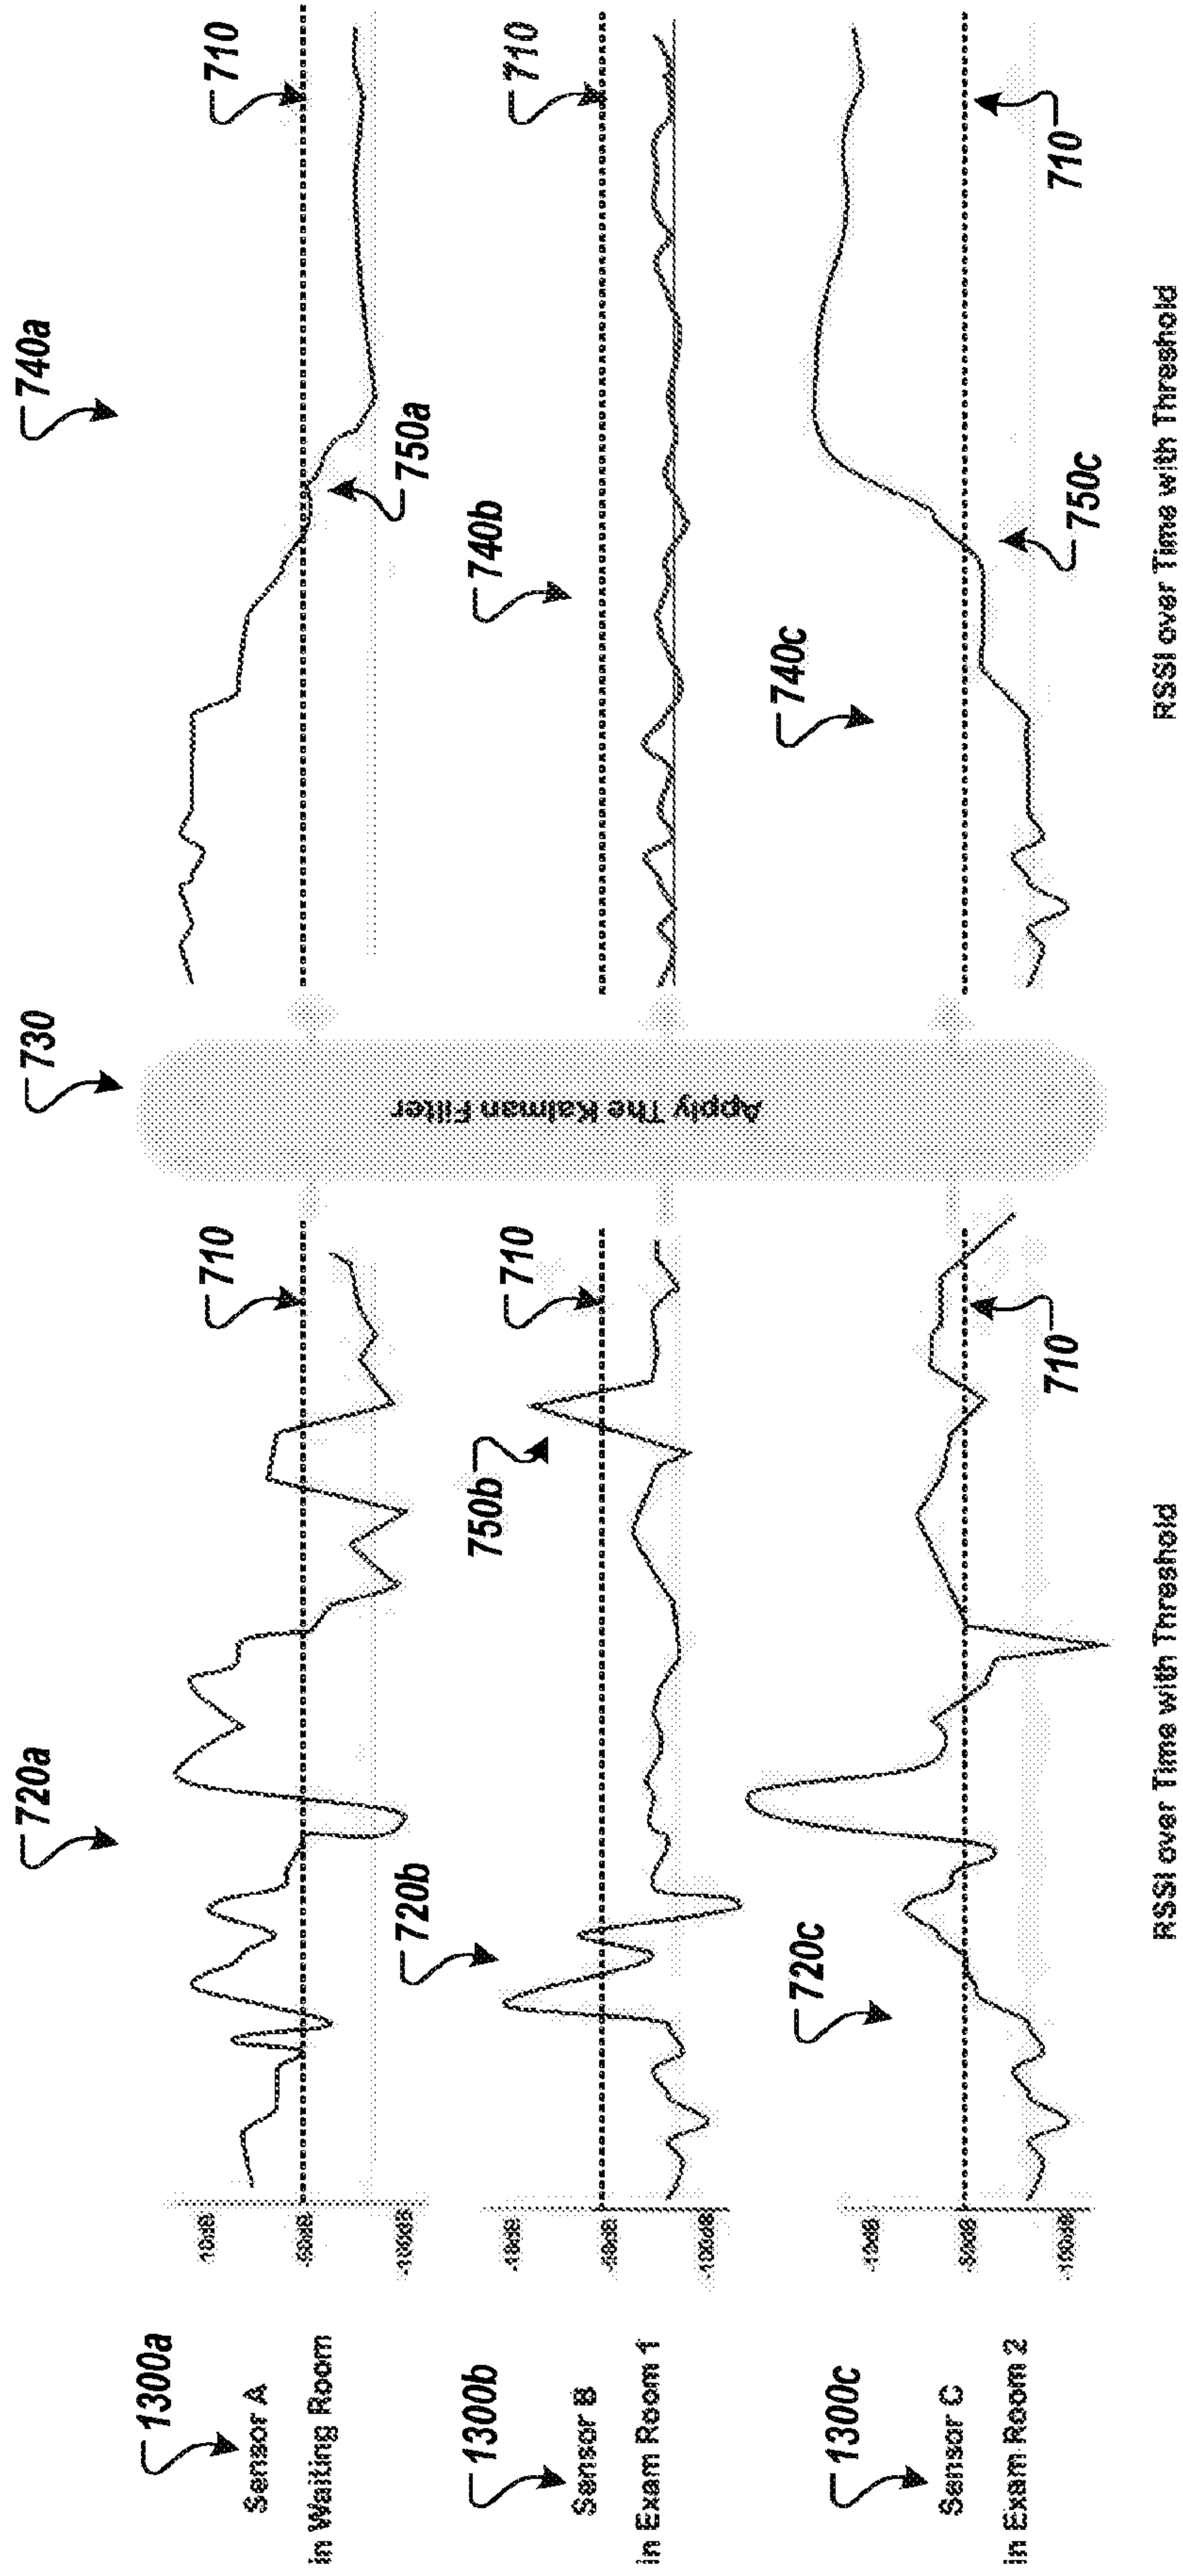 1300a
Sensor A
in Waiting Room
-10dB
-50dB
-100dB
720a
710
730
740a
710
750a
1300b
Sensor B
in Exam Room 1
-10dB
-50dB
-100dB
720b
750b
710
740b
710
1300c
Sensor C
in Exam Room 2
-10dB
-50dB
-100dB
720c
710
740c
750c
710
Apply The Kalman Filter
RSSI over Time with Threshold
RSSI over Time with Threshold